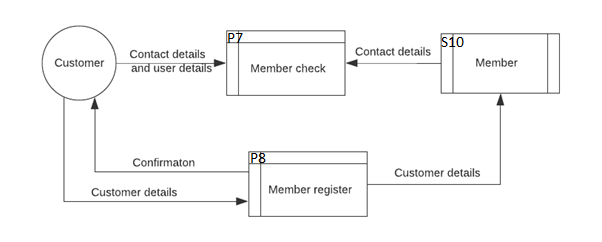 P7
S10
Customer
Contact details
and user details
Member check
Contact details
Member
P8
Confirmaton
Customer details
Member register
Customer details